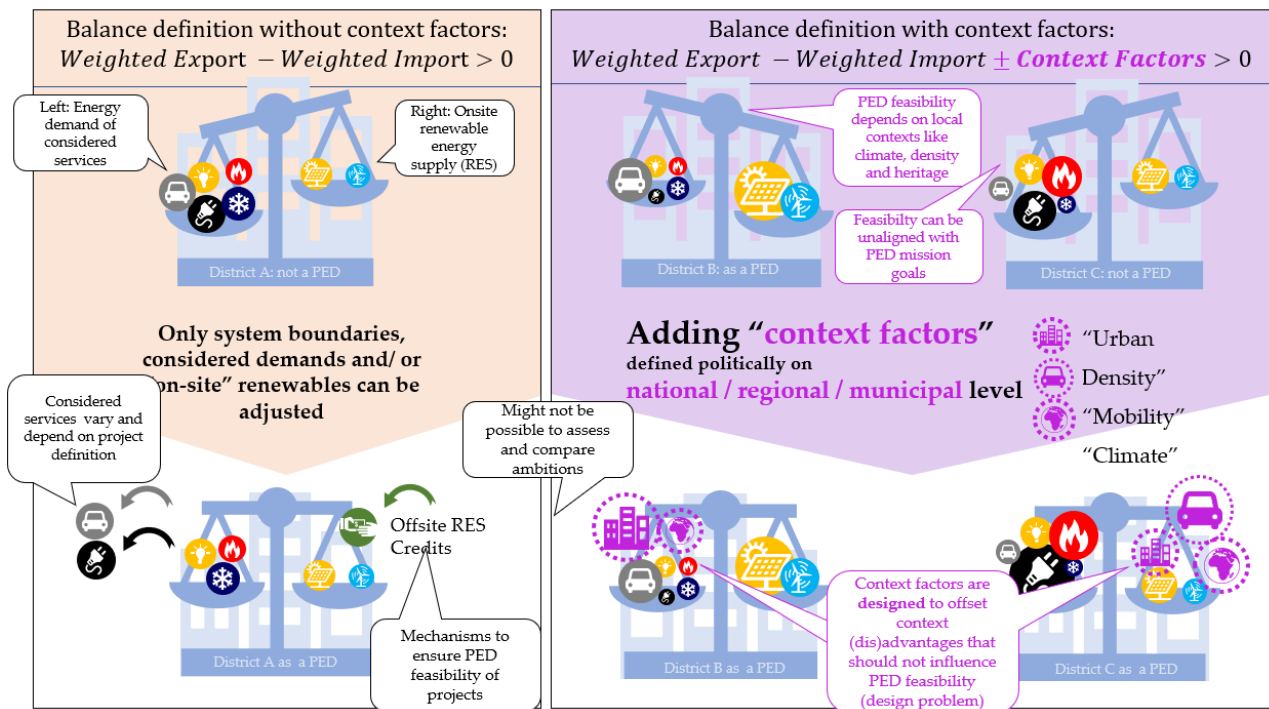 Balance definition without context factors:
Weighted Export − Weighted Import > 0
Left: Energy
demand of
considered
services
Right: Onsite
renewable
energy
supply (RES)
District A: not a PED
Only system boundaries,
considered demands and/ or
“on-site” renewables can be
adjusted
Considered
services vary and
depend on project
definition
Offsite RES
Credits
Mechanisms to
ensure PED
feasibility of
projects
District A as a PED
Balance definition with context factors:
Weighted Export − Weighted Import ± Context Factors > 0
PED feasibility
depends on local
contexts like
climate, density
and heritage
Feasibilty can be
unaligned with
PED mission
goals
District B: as a PED
District C: not a PED
Adding “context factors”
defined politically on
national / regional / municipal level
“Urban
Density”
“Mobility”
“Climate”
Might not be
possible to assess
and compare
ambitions
Context factors are
designed to offset
context
(dis)advantages that
should not influence
PED feasibility
(design problem)
District B as a PED
District C as a PED